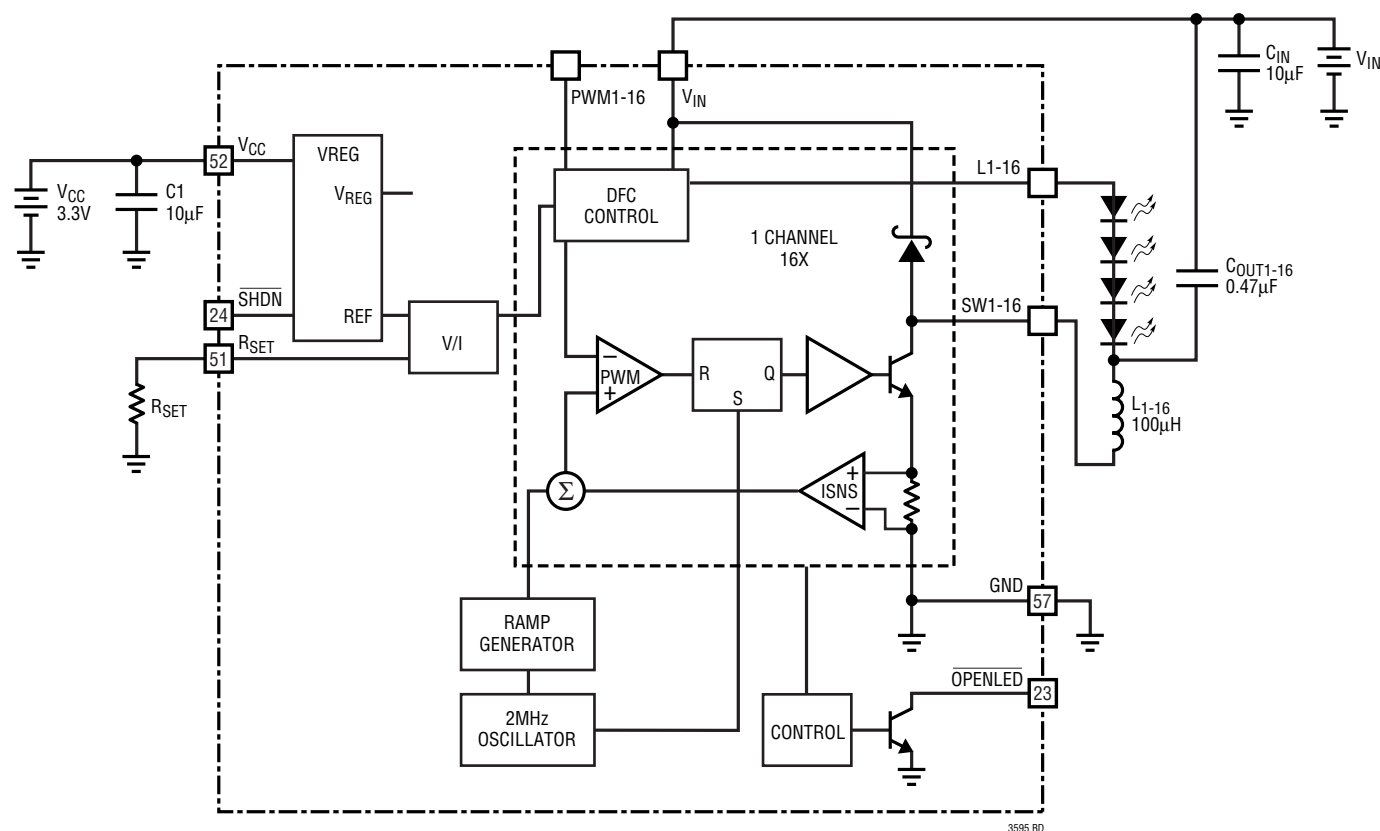 C_IN
10µF
V_IN
PWM1-16
V_IN
52
V_CC
VREG
V_REG
V_CC
3.3V
C1
10µF
DFC
CONTROL
1 CHANNEL
16X
L1-16
C_OUT1-16
0.47µF
SHDN
24
REF
SW1-16
R_SET
51
V/I
R_SET
−
PWM
+
R
Q
S
L_1-16
100µH
Σ
+
ISNS
−
GND
57
RAMP
GENERATOR
OPENLED
23
2MHz
OSCILLATOR
CONTROL
3595 BD